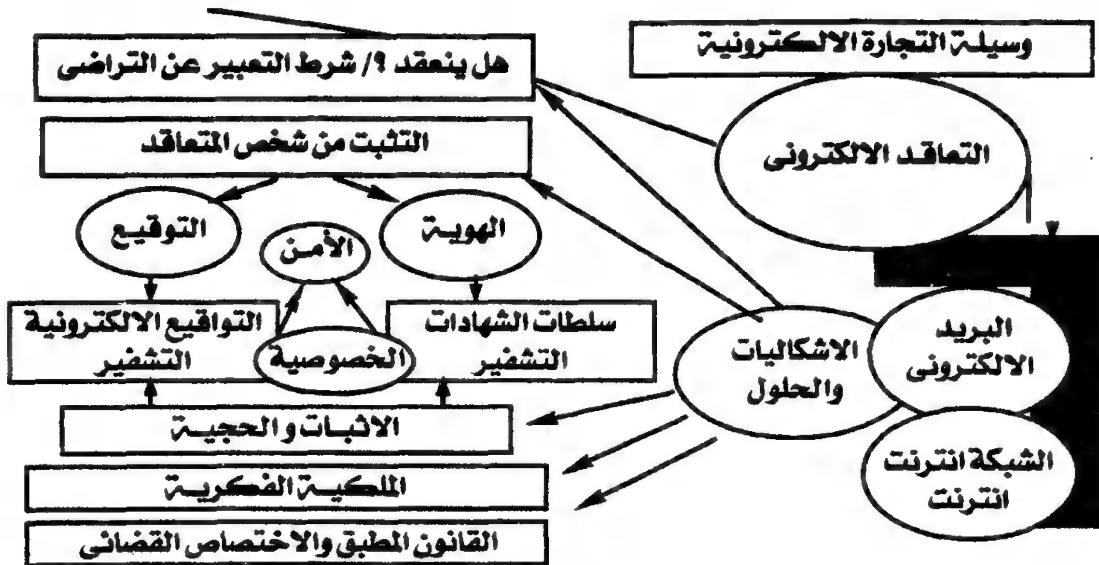 وسيلة التجارة الالكترونية
هل ينعقد ؟/ شرط التعبير عن التراضى
التعاقد الالكترونى
التثبت من شخص المتعاقد
الهوية
التوقيع
الأمن
سلطات الشهادات
التشفير
التواقيع الالكترونية
التشفير
الخصوصية
الاشكاليات
والحلول
البريد
الالكترونى
الشبكة انترنت
انترنت
الاثبات والحجية
الملكية الفكرية
القانون المطبق والاختصاص القضائى